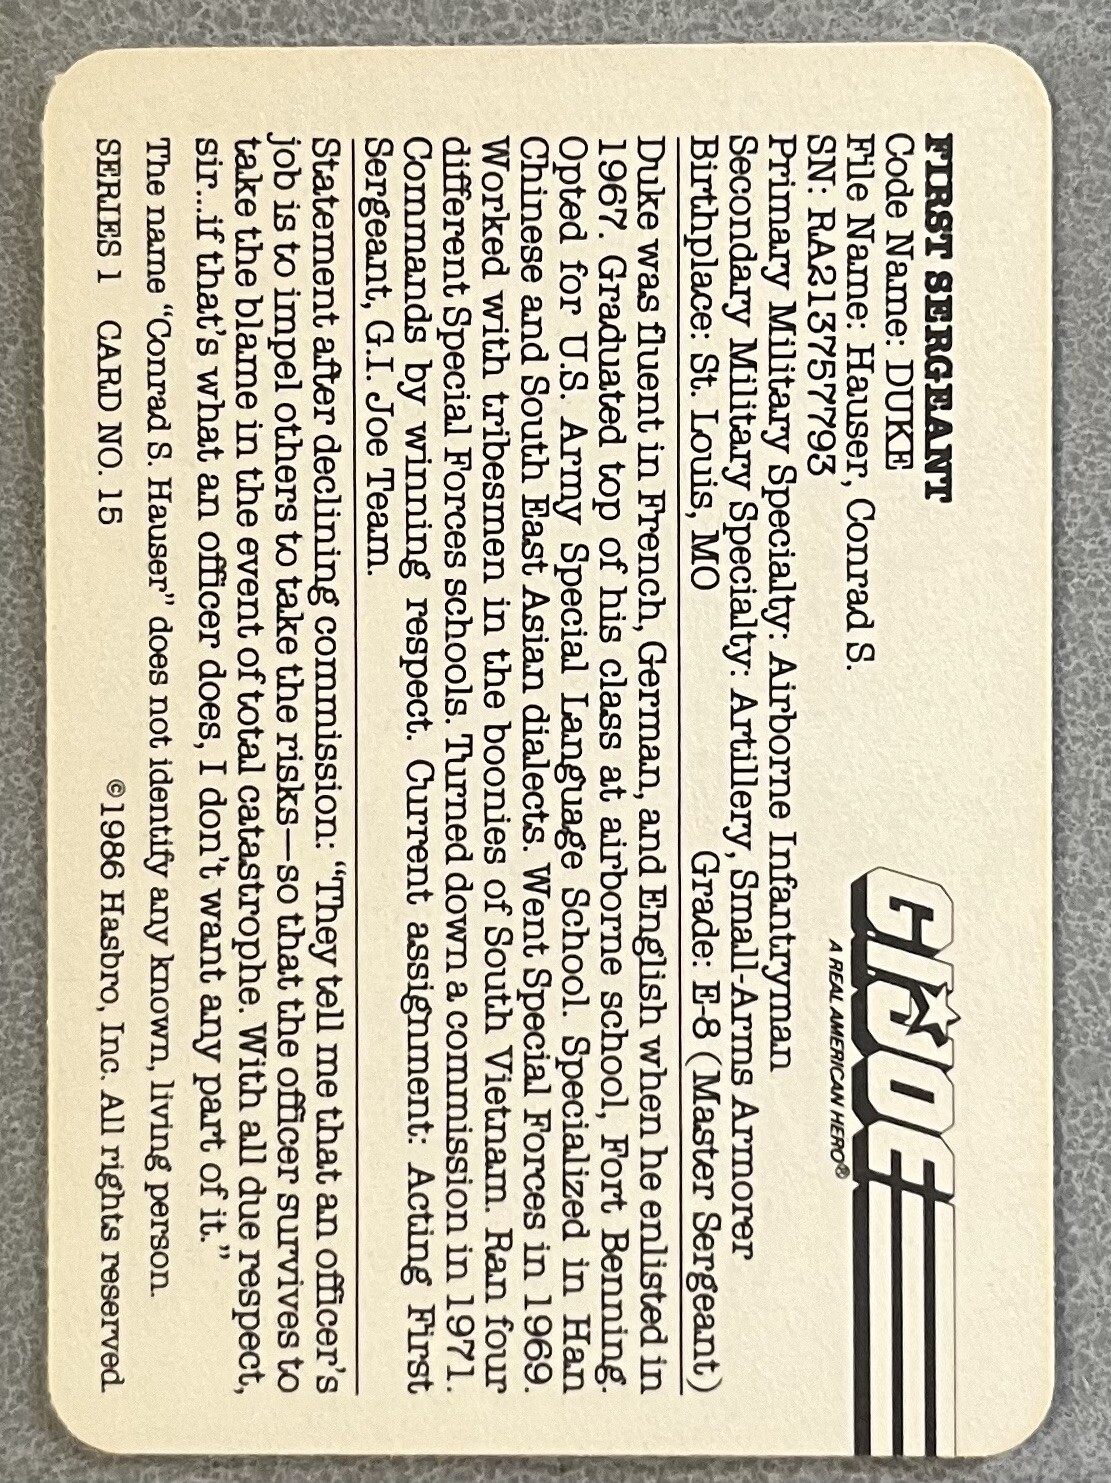 FIRST SERGEANT
Code Name: DUKE
File Name: Hauser, Conrad S.
SN: RA213757793
GI JOE
A REAL AMERICAN HERO®
Primary Military Specialty: Airborne Infantryman
Secondary Military Specialty: Artillery, Small-Arms Armorer
Birthplace: St. Louis, MO Grade: E-8 (Master Sergeant)
Duke was fluent in French, German, and English when he enlisted in
1967. Graduated top of his class at airborne school, Fort Benning.
Opted for U.S. Army Special Language School. Specialized in Han
Chinese and South East Asian dialects. Went Special Forces in 1969.
Worked with tribesmen in the boonies of South Vietnam. Ran four
different Special Forces schools. Turned down a commission in 1971.
Commands by winning respect. Current assignment: Acting First
Sergeant, G.I. Joe Team.
Statement after declining commission: "They tell me that an officer's
job is to impel others to take the risks—so that the officer survives to
take the blame in the event of total catastrophe. With all due respect,
sir...if that's what an officer does, I don't want any part of it."
The name "Conrad S. Hauser" does not identify any known, living person.
SERIES 1 CARD NO. 15 ©1986 Hasbro, Inc. All rights reserved